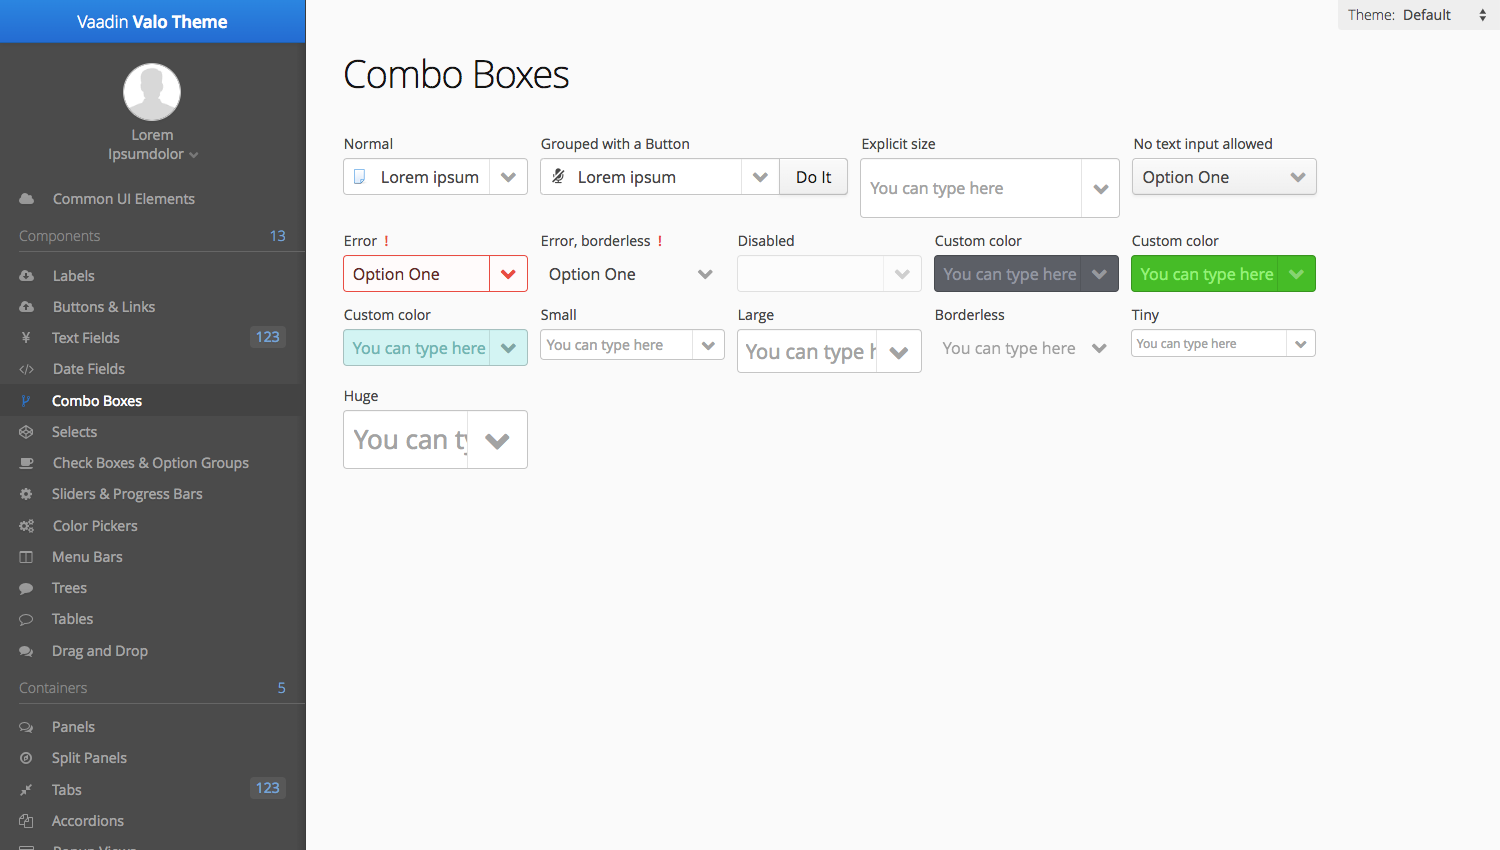 Vaadin Valo Theme
Lorem
Ipsumdolor
Common UI Elements
Components 13
Labels
Buttons & Links
Text Fields 123
Date Fields
Combo Boxes
Selects
Check Boxes & Option Groups
Sliders & Progress Bars
Color Pickers
Menu Bars
Trees
Tables
Drag and Drop
Containers 5
Panels
Split Panels
Tabs 123
Accordions
Popup Views
Theme: Default
Combo Boxes
Normal Grouped with a Button Explicit size No text input allowed
Lorem ipsum Lorem ipsum Do It You can type here Option One
Error ! Error, borderless ! Disabled Custom color Custom color
Option One Option One You can type here You can type here
Custom color Small Large Borderless Tiny
You can type here You can type here You can type h You can type here You can type here
Huge
You can ty